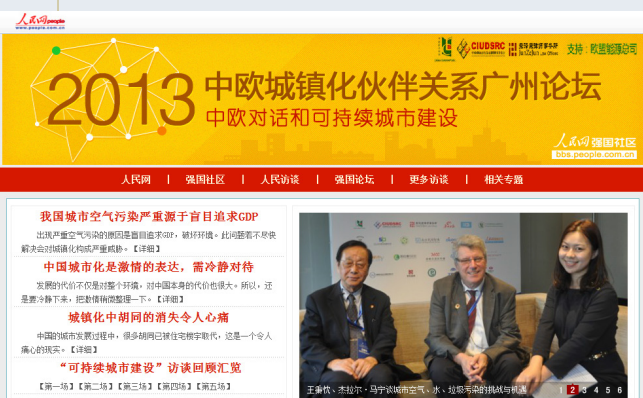 人民网people
www.people.com.cn
CIUDSRC
支持：欧盟能源总司
2013 中欧城镇化伙伴关系广州论坛
中欧对话和可持续城市建设
人民网 强国社区
bbs.people.com.cn
人民网 | 强国社区 | 人民访谈 | 强国论坛 | 更多访谈 | 相关专题
我国城市空气污染严重源于盲目追求GDP
出现严重空气污染的原因是盲目追求GDP，破坏环境。此问题若不尽快
解决会对城镇化构成严重威胁。【详细】
中国城市化是激情的表达，需冷静对待
发展的代价不仅是对整个环境，对中国本身的代价也很大。所以，还
是要冷静下来，把激情稍微整理一下。【详细】
城镇化中胡同的消失令人心痛
中国的城市发展过程中，很多胡同已被住宅楼宇取代，这是一个令人
痛心的现实。【详细】
“可持续城市建设”访谈回顾汇览
【第一场】【第二场】【第三场】【第四场】【第五场】
王秉忱、杰拉尔·马宁谈城市空气、水、垃圾污染的挑战与机遇
1 2 3 4 5 6